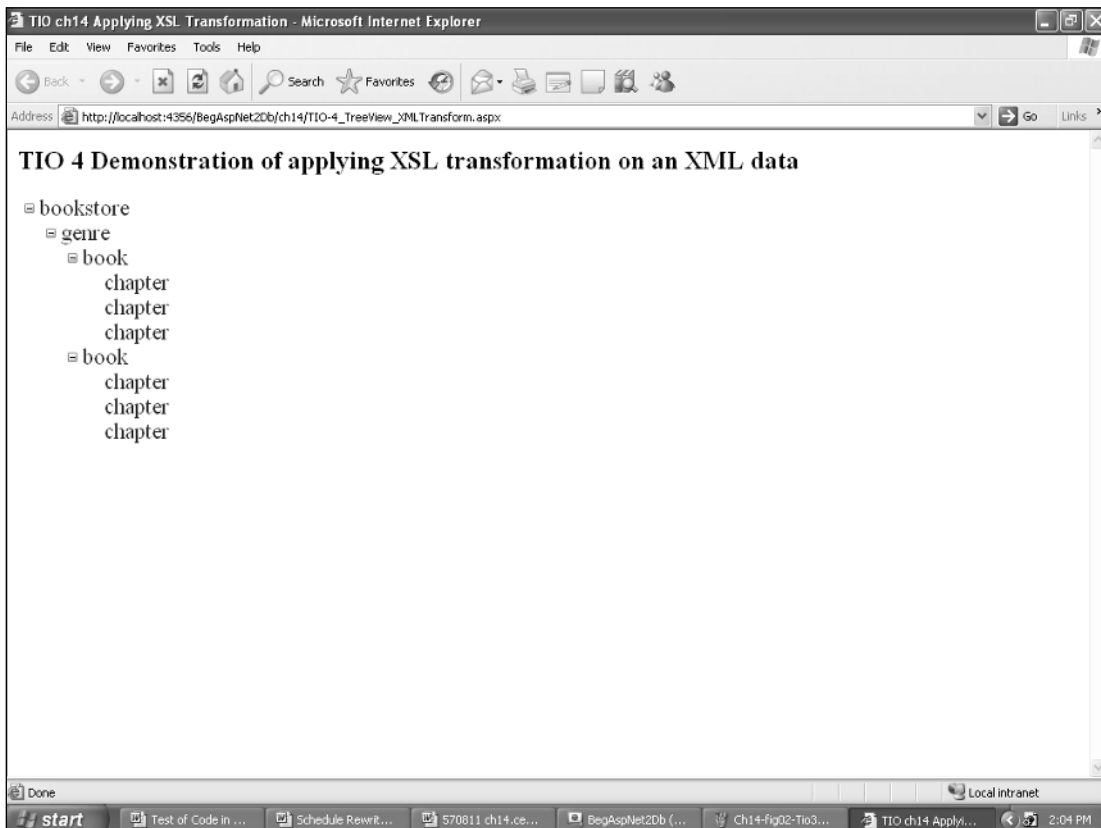 TIO ch14 Applying XSL Transformation - Microsoft Internet Explorer
File Edit View Favorites Tools Help
Back Search Favorites
Address http://localhost:4356/BegAspNet2Db/ch14/TIO-4_TreeView_XMLTransform.aspx Go Links
TIO 4 Demonstration of applying XSL transformation on an XML data
bookstore
genre
book
chapter
chapter
chapter
book
chapter
chapter
chapter
Done Local intranet
start Test of Code in ... Schedule Rewrit... 570811 ch14.ce... BegAspNet2Db (... Ch14-fig02-Tio3... TIO ch14 Applyi... 2:04 PM